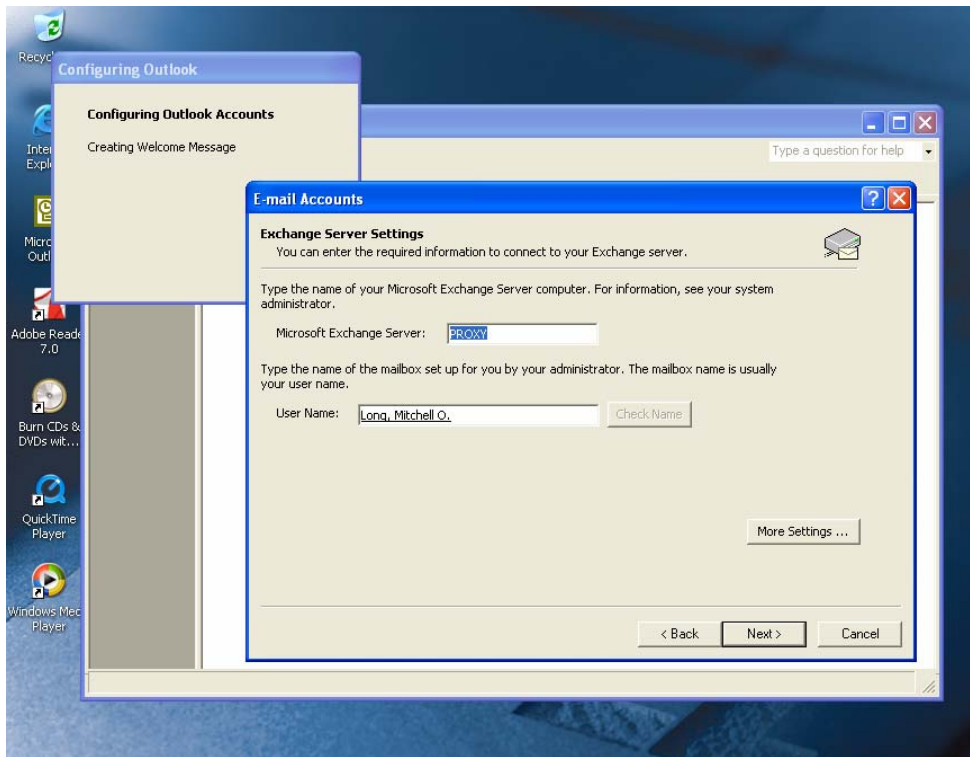 Configuring Outlook
Configuring Outlook Accounts
Creating Welcome Message
Type a question for help
E-mail Accounts
Exchange Server Settings
You can enter the required information to connect to your Exchange server.
Type the name of your Microsoft Exchange Server computer. For information, see your system
administrator.
Microsoft Exchange Server: PROXY
Type the name of the mailbox set up for you by your administrator. The mailbox name is usually
your user name.
User Name: Long, Mitchell O. Check Name
More Settings ...
< Back Next > Cancel
Recyc
Inte
Expl
Micro
Outl
Adobe Reade
7.0
Burn CDs &
DVDs wit...
QuickTime
Player
Windows Med
Player